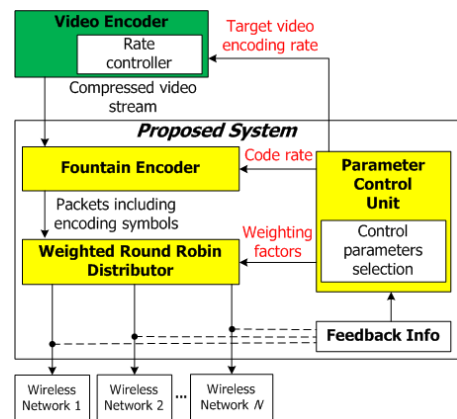 Video Encoder
Rate
controller
Target video
encoding rate
Compressed video
stream
Proposed System
Fountain Encoder
Code rate
Parameter
Control
Unit
Packets including
encoding symbols
Weighting
factors
Control
parameters
selection
Weighted Round Robin
Distributor
Feedback Info
Wireless
Network 1
Wireless
Network 2
...
Wireless
Network N